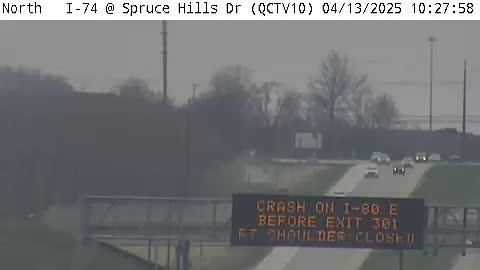 North I-74 @ Spruce Hills Dr (QCTV10) 04/13/2025 10:27:58
CRASH ON I-80 E
BEFORE EXIT 301
RT SHOULDER CLOSED